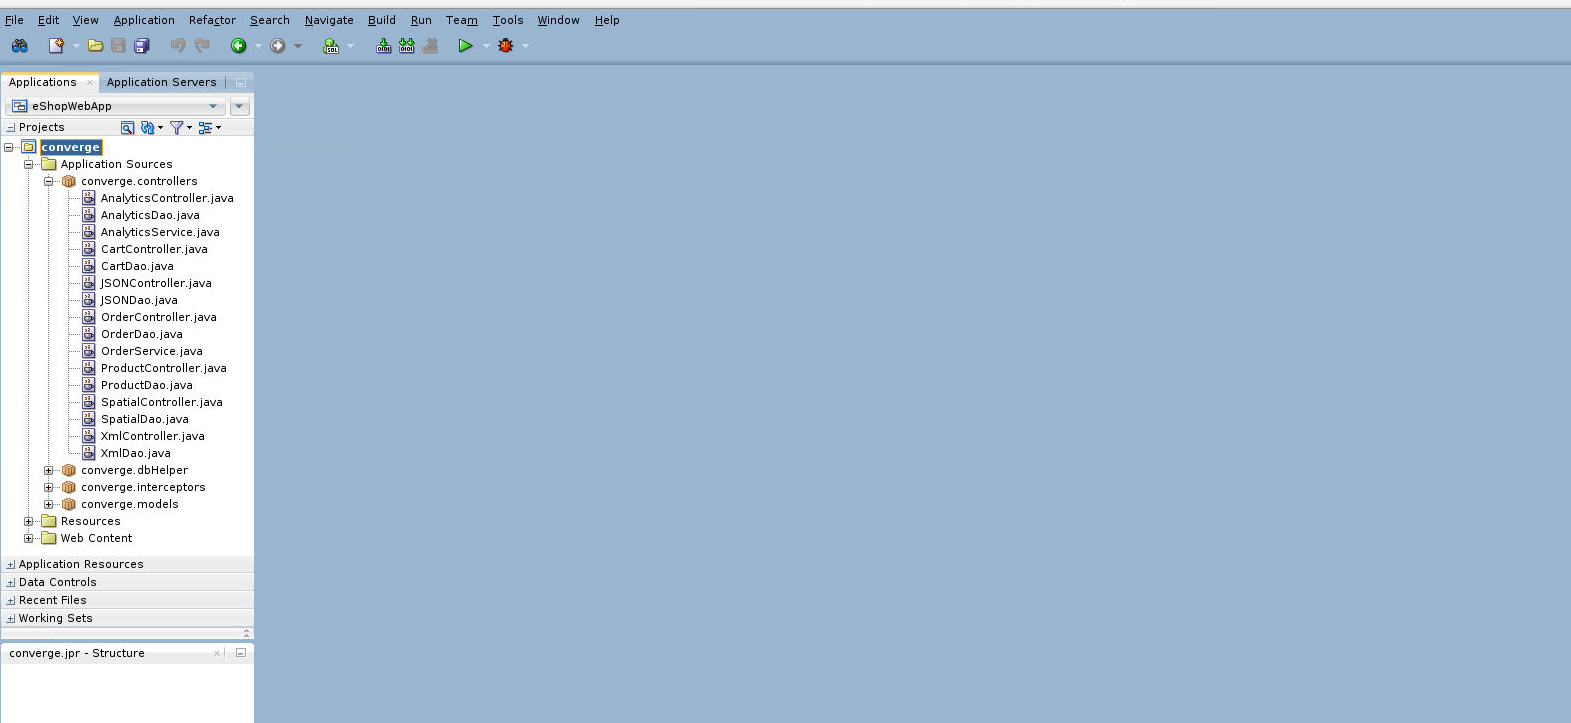 File Edit View Application Refactor Search Navigate Build Run Team Tools Window Help
Applications Application Servers
eShopWebApp
Projects
converge
Application Sources
converge.controllers
AnalyticsController.java
AnalyticsDao.java
AnalyticsService.java
CartController.java
CartDao.java
JSONController.java
JSONDao.java
OrderController.java
OrderDao.java
OrderService.java
ProductController.java
ProductDao.java
SpatialController.java
SpatialDao.java
XmlController.java
XmlDao.java
converge.dbHelper
converge.interceptors
converge.models
Resources
Web Content
Application Resources
Data Controls
Recent Files
Working Sets
converge.jpr - Structure